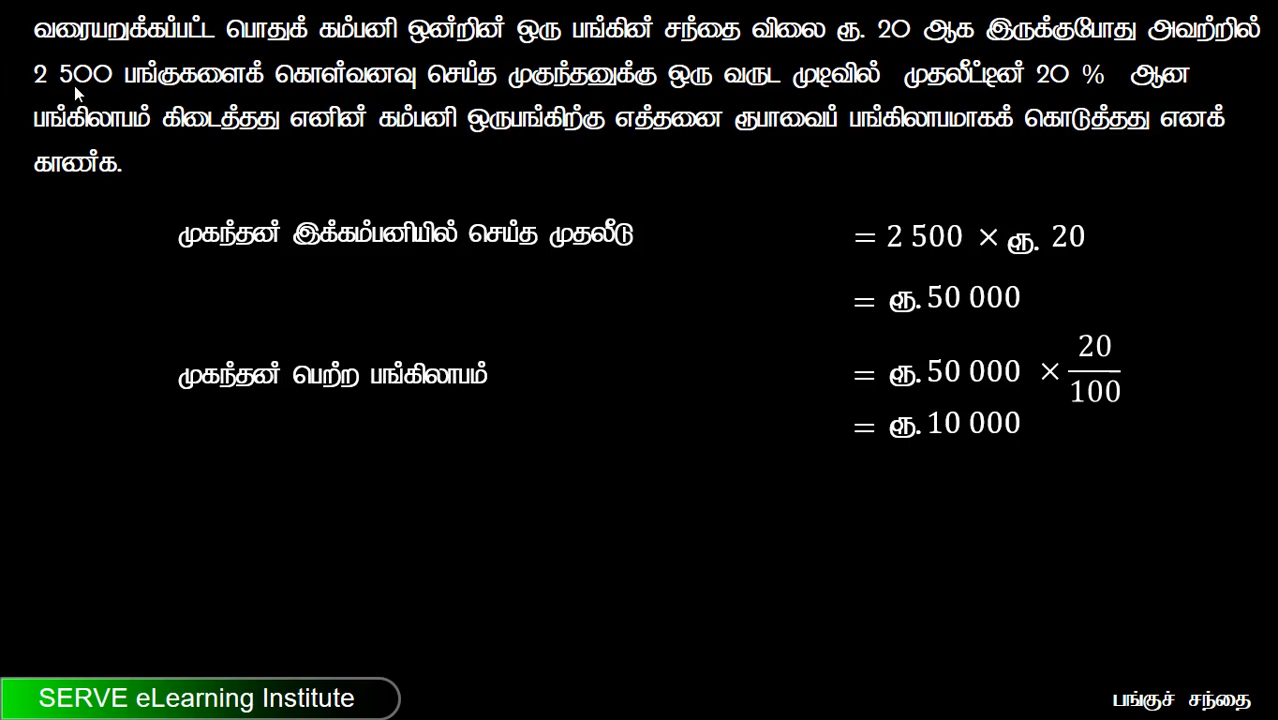 வரையறுக்கப்பட்ட பொதுக் கம்பனி ஒன்றின் ஒரு பங்கின் சந்தை விலை ரூ. 20 ஆக இருக்குபோது அவற்றில்
2 500 பங்குகளைக் கொள்வனவு செய்த முகுந்தனுக்கு ஒரு வருட முடிவில் முதலீட்டின் 20 % ஆன
பங்கிலாபம் கிடைத்தது எனின் கம்பனி ஒருபங்கிற்கு எத்தனை ரூபாவைப் பங்கிலாபமாகக் கொடுத்தது எனக்
காண்க.
முகந்தன் இக்கம்பனியில் செய்த முதலீடு = 2 500 × ரூ. 20
= ரூ. 50 000
முகந்தன் பெற்ற பங்கிலாபம் = ரூ. 50 000 × 20/100
= ரூ. 10 000
SERVE eLearning Institute
பங்குச் சந்தை